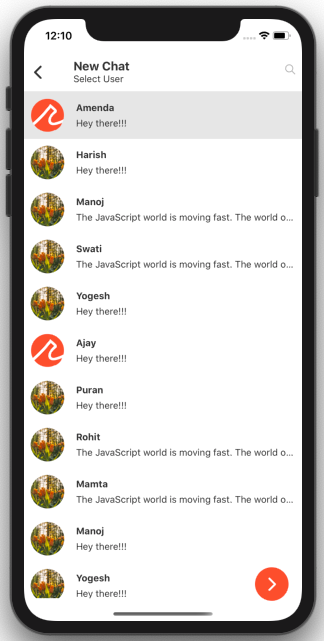 12:10
New Chat
Select User
Amenda
Hey there!!!
Harish
Hey there!!!
Manoj
The JavaScript world is moving fast. The world o...
Swati
The JavaScript world is moving fast. The world o...
Yogesh
Hey there!!!
Ajay
Hey there!!!
Puran
Hey there!!!
Rohit
The JavaScript world is moving fast. The world o...
Mamta
The JavaScript world is moving fast. The world o...
Manoj
Hey there!!!
Yogesh
Hey there!!!